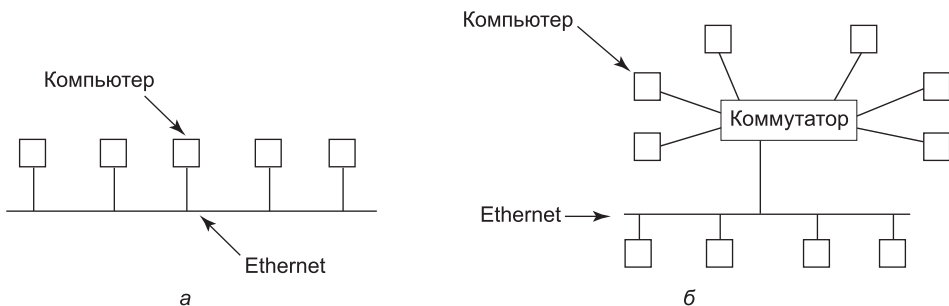 Компьютер
Ethernet
а
Компьютер
Коммутатор
Ethernet
б